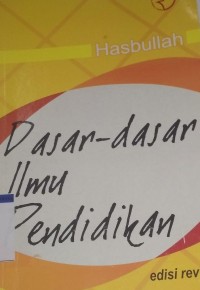 Hasbullah
Dasar-dasar
Ilmu
Pendidikan
edisi rev